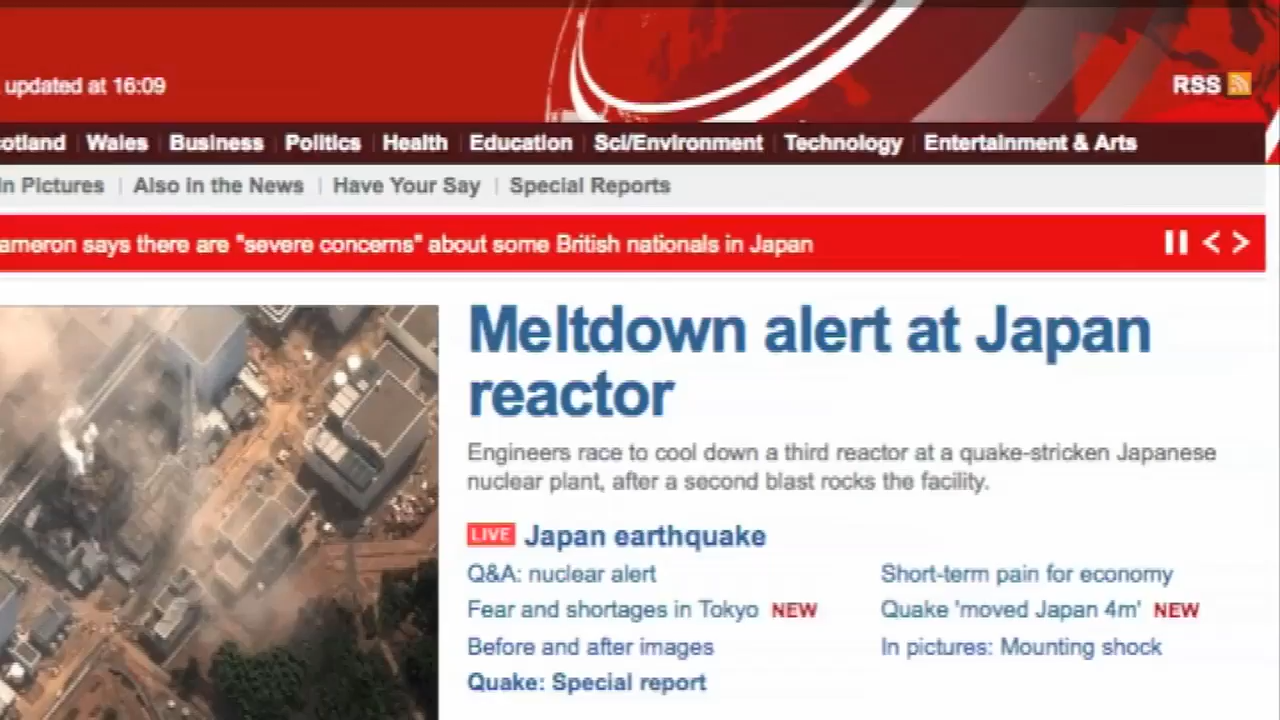 updated at 16:09
RSS
cotland Wales Business Politics Health Education Sci/Environment Technology Entertainment & Arts
In Pictures Also in the News Have Your Say Special Reports
ameron says there are "severe concerns" about some British nationals in Japan
Meltdown alert at Japan
reactor
Engineers race to cool down a third reactor at a quake-stricken Japanese
nuclear plant, after a second blast rocks the facility.
LIVE Japan earthquake
Q&A: nuclear alert
Short-term pain for economy
Fear and shortages in Tokyo NEW
Quake 'moved Japan 4m' NEW
Before and after images
In pictures: Mounting shock
Quake: Special report